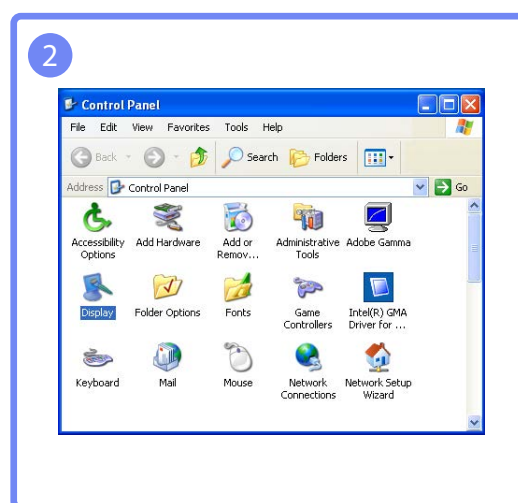 2
Control Panel
File Edit View Favorites Tools Help
Back Search Folders
Address Control Panel Go
Accessibility Options Add Hardware Add or Remov... Administrative Tools Adobe Gamma
Display Folder Options Fonts Game Controllers Intel(R) GMA Driver for ...
Keyboard Mail Mouse Network Connections Network Setup Wizard